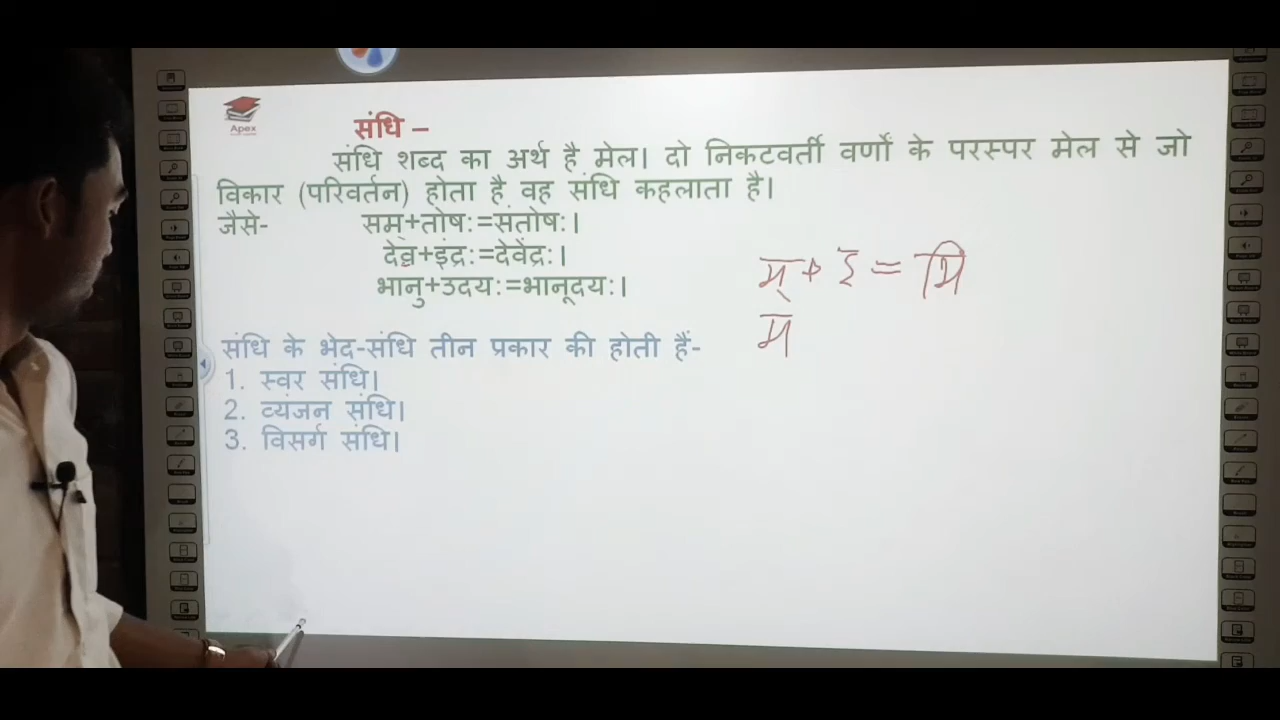 Apex
संधि –
संधि शब्द का अर्थ है मेल। दो निकटवर्ती वर्णों के परस्पर मेल से जो
विकार (परिवर्तन) होता है वह संधि कहलाता है।
जैसे- सम्+तोषः=संतोषः।
देव+इंद्रः=देवेंद्रः।
भानु+उदयः=भानूदयः।
म् + इ = मि
म
संधि के भेद-संधि तीन प्रकार की होती हैं-
1. स्वर संधि।
2. व्यंजन संधि।
3. विसर्ग संधि।